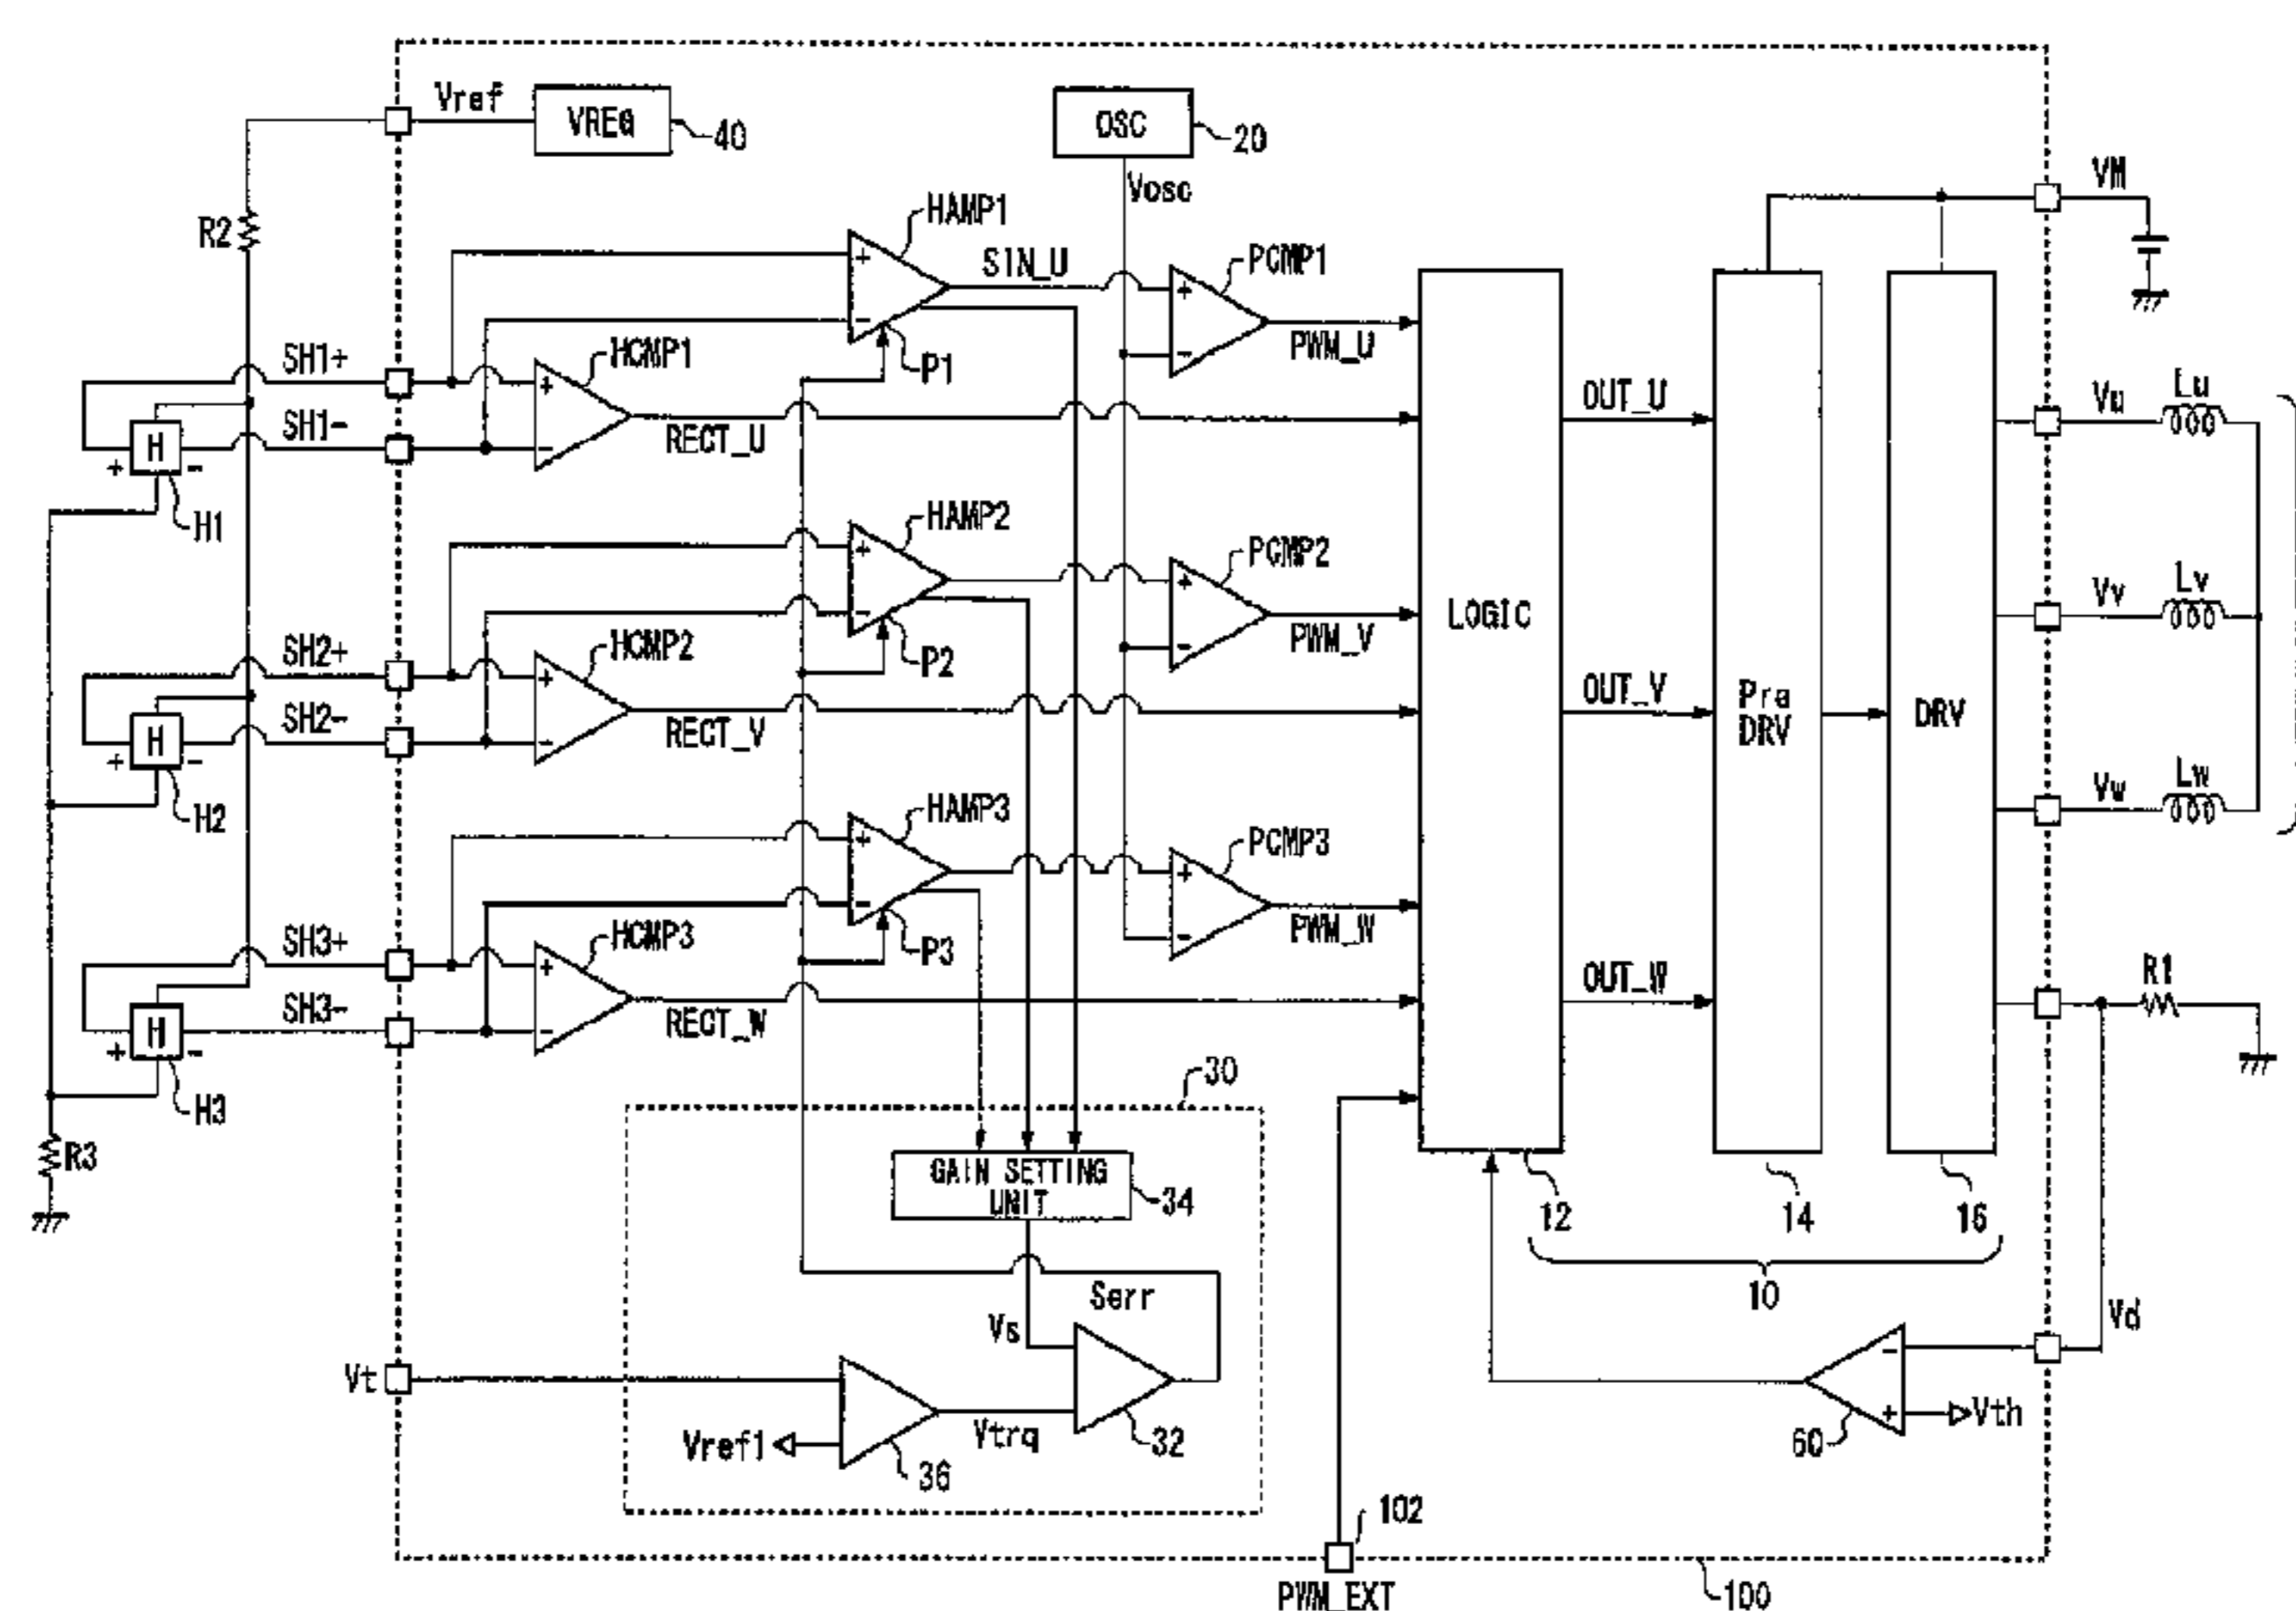 Vref
VREG
40
OSC
20
Vosc
VM
R2
HAMP1
SIN_U
PCMP1
+
-
+
-
P1
PWM_U
SH1+
HCMP1
SH1-
+
-
RECT_U
H
+
-
H1
OUT_U
Vu
Lu
HAMP2
PCMP2
+
-
+
-
P2
PWM_V
LOGIC
Vv
Lv
SH2+
HCMP2
SH2-
+
-
RECT_V
H
+
-
H2
OUT_V
Pre
DRV
DRV
Vw
Lw
HAMP3
PCMP3
+
-
+
-
P3
PWM_W
SH3+
HCMP3
SH3-
+
-
RECT_W
H
+
-
H3
OUT_W
R1
30
R3
GAIN SETTING
UNIT
34
12
14
16
10
Serr
Vs
Vd
Vt
Vref1
36
Vtrq
32
-
+
60
Vth
102
PWM_EXT
100